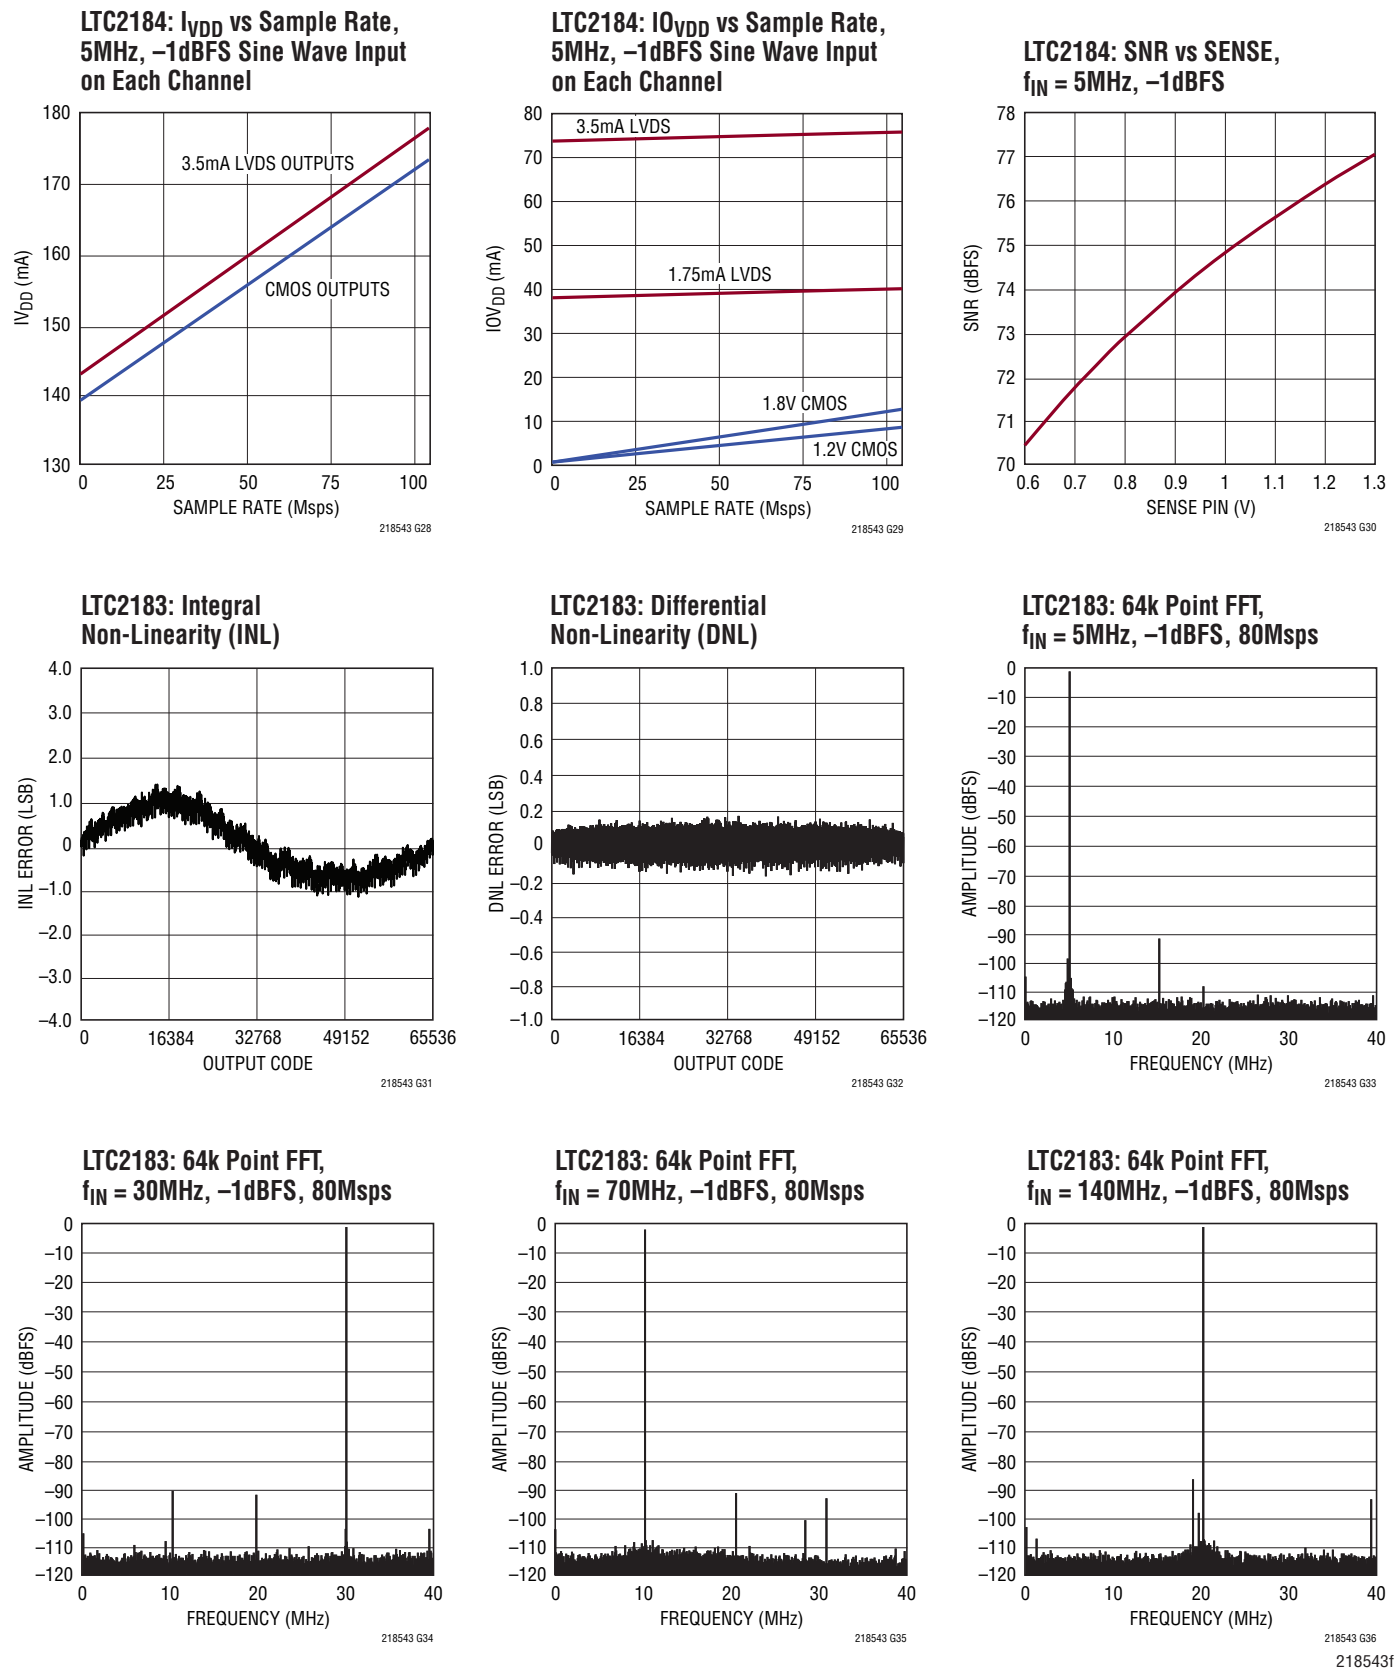 LTC2184: IVDD vs Sample Rate,
5MHz, –1dBFS Sine Wave Input
on Each Channel
180
170
160
150
140
130
IVDD (mA)
3.5mA LVDS OUTPUTS
CMOS OUTPUTS
0 25 50 75 100
SAMPLE RATE (Msps)
218543 G28
LTC2184: IOVDD vs Sample Rate,
5MHz, –1dBFS Sine Wave Input
on Each Channel
80
70
60
50
40
30
20
10
0
IOVDD (mA)
3.5mA LVDS
1.75mA LVDS
1.8V CMOS
1.2V CMOS
0 25 50 75 100
SAMPLE RATE (Msps)
218543 G29
LTC2184: SNR vs SENSE,
fIN = 5MHz, –1dBFS
78
77
76
75
74
73
72
71
70
SNR (dBFS)
0.6 0.7 0.8 0.9 1 1.1 1.2 1.3
SENSE PIN (V)
218543 G30
LTC2183: Integral
Non-Linearity (INL)
4.0
3.0
2.0
1.0
0
–1.0
–2.0
–3.0
–4.0
INL ERROR (LSB)
0 16384 32768 49152 65536
OUTPUT CODE
218543 G31
LTC2183: Differential
Non-Linearity (DNL)
1.0
0.8
0.6
0.4
0.2
0
–0.2
–0.4
–0.6
–0.8
–1.0
DNL ERROR (LSB)
0 16384 32768 49152 65536
OUTPUT CODE
218543 G32
LTC2183: 64k Point FFT,
fIN = 5MHz, –1dBFS, 80Msps
0
–10
–20
–30
–40
–50
–60
–70
–80
–90
–100
–110
–120
AMPLITUDE (dBFS)
0 10 20 30 40
FREQUENCY (MHz)
218543 G33
LTC2183: 64k Point FFT,
fIN = 30MHz, –1dBFS, 80Msps
0
–10
–20
–30
–40
–50
–60
–70
–80
–90
–100
–110
–120
AMPLITUDE (dBFS)
0 10 20 30 40
FREQUENCY (MHz)
218543 G34
LTC2183: 64k Point FFT,
fIN = 70MHz, –1dBFS, 80Msps
0
–10
–20
–30
–40
–50
–60
–70
–80
–90
–100
–110
–120
AMPLITUDE (dBFS)
0 10 20 30 40
FREQUENCY (MHz)
218543 G35
LTC2183: 64k Point FFT,
fIN = 140MHz, –1dBFS, 80Msps
0
–10
–20
–30
–40
–50
–60
–70
–80
–90
–100
–110
–120
AMPLITUDE (dBFS)
0 10 20 30 40
FREQUENCY (MHz)
218543 G36
218543f